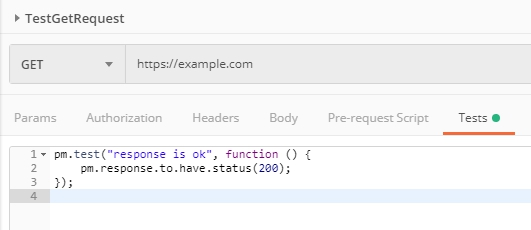 TestGetRequest
GET https://example.com
Params Authorization Headers Body Pre-request Script Tests
1 pm.test("response is ok", function () {
2     pm.response.to.have.status(200);
3 });
4